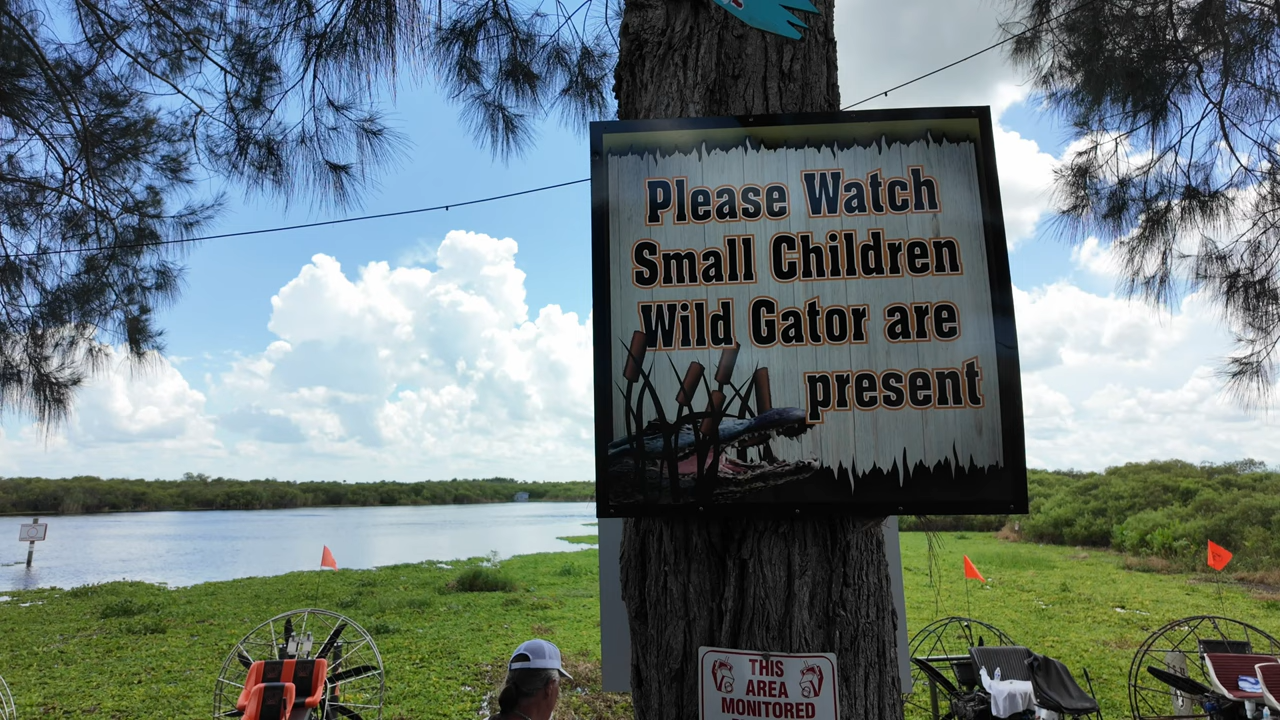 Please Watch
Small Children
Wild Gator are
present
THIS
AREA
MONITORED